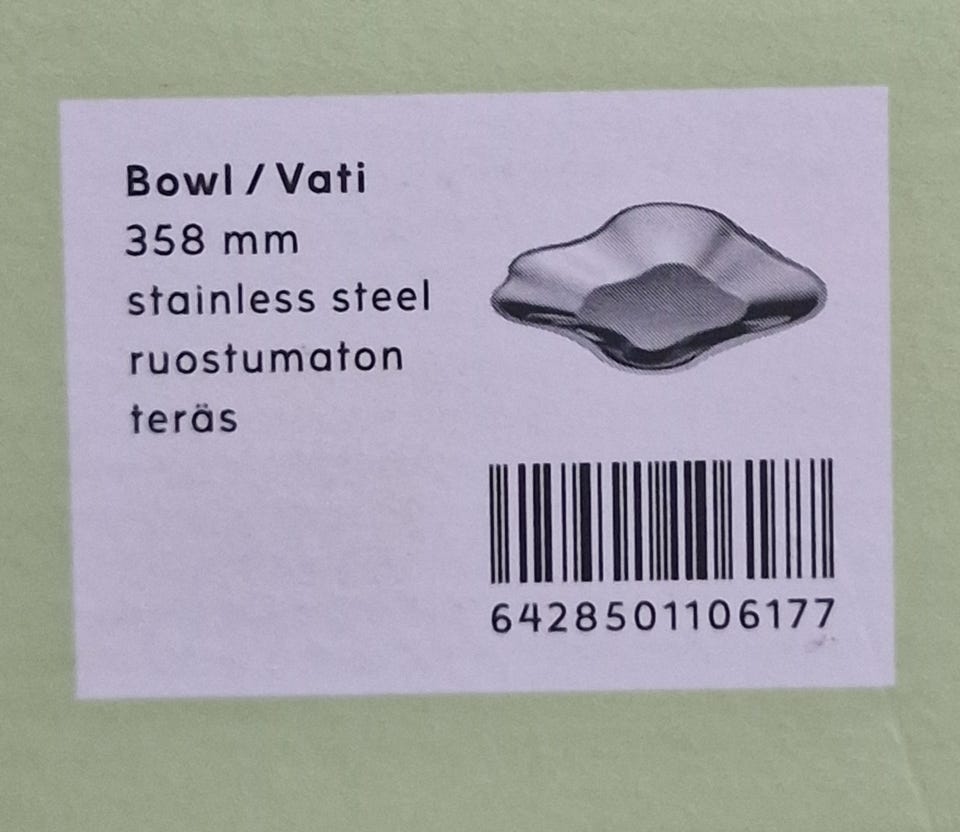 Bowl / Vati
358 mm
stainless steel
ruostumaton
teräs
6428501106177